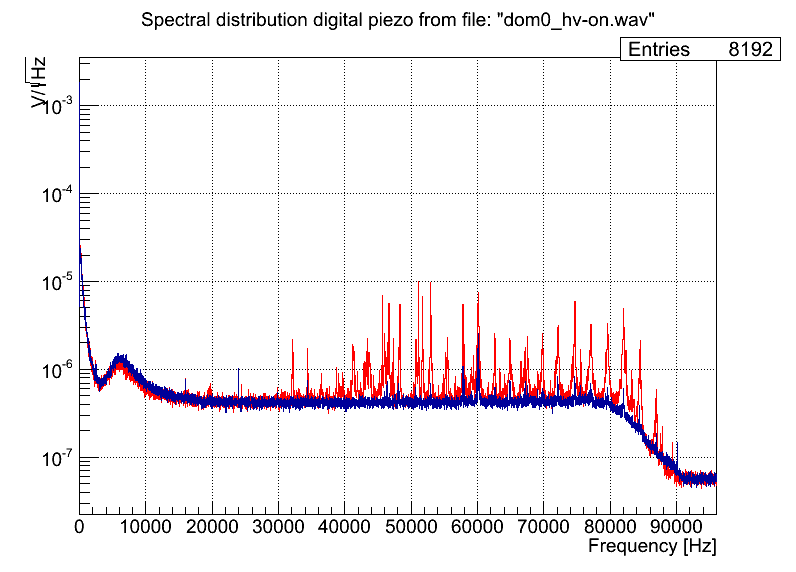 Spectral distribution digital piezo from file: "dom0_hv-on.wav"
Entries 8192
V/√Hz
10^-3
10^-4
10^-5
10^-6
10^-7
0 10000 20000 30000 40000 50000 60000 70000 80000 90000
Frequency [Hz]